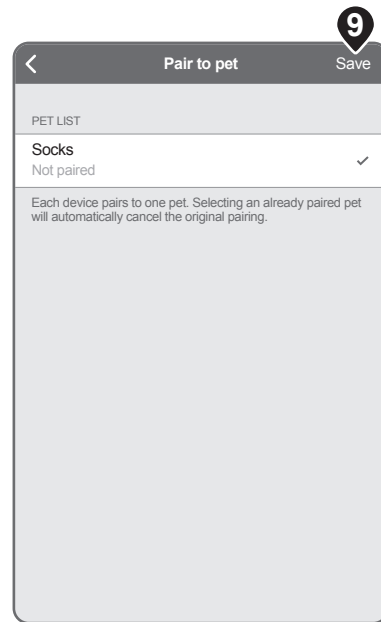 9
Pair to pet Save
PET LIST
Socks
Not paired
Each device pairs to one pet. Selecting an already paired pet
will automatically cancel the original pairing.